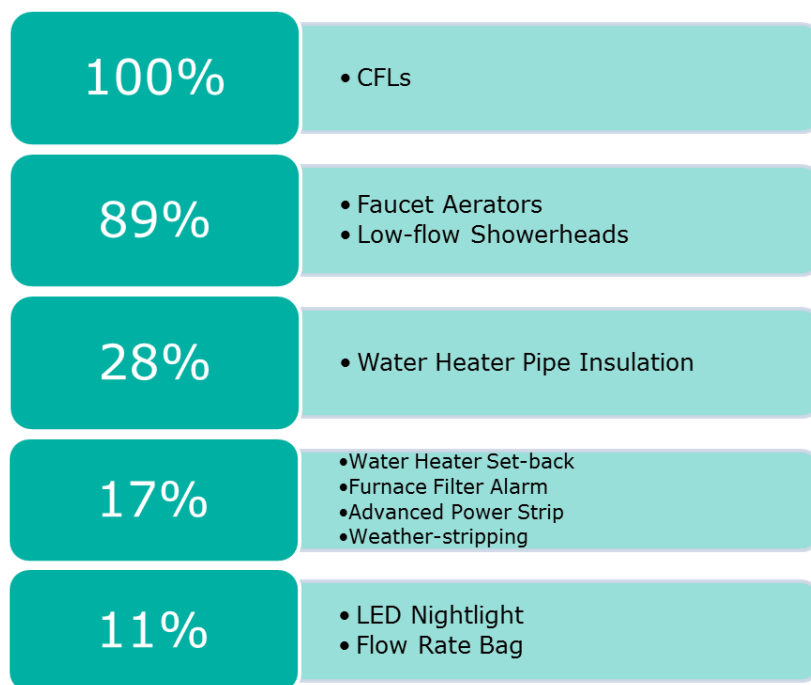 100%
• CFLs
89%
• Faucet Aerators
• Low-flow Showerheads
28%
• Water Heater Pipe Insulation
17%
•Water Heater Set-back
•Furnace Filter Alarm
•Advanced Power Strip
•Weather-stripping
11%
• LED Nightlight
• Flow Rate Bag